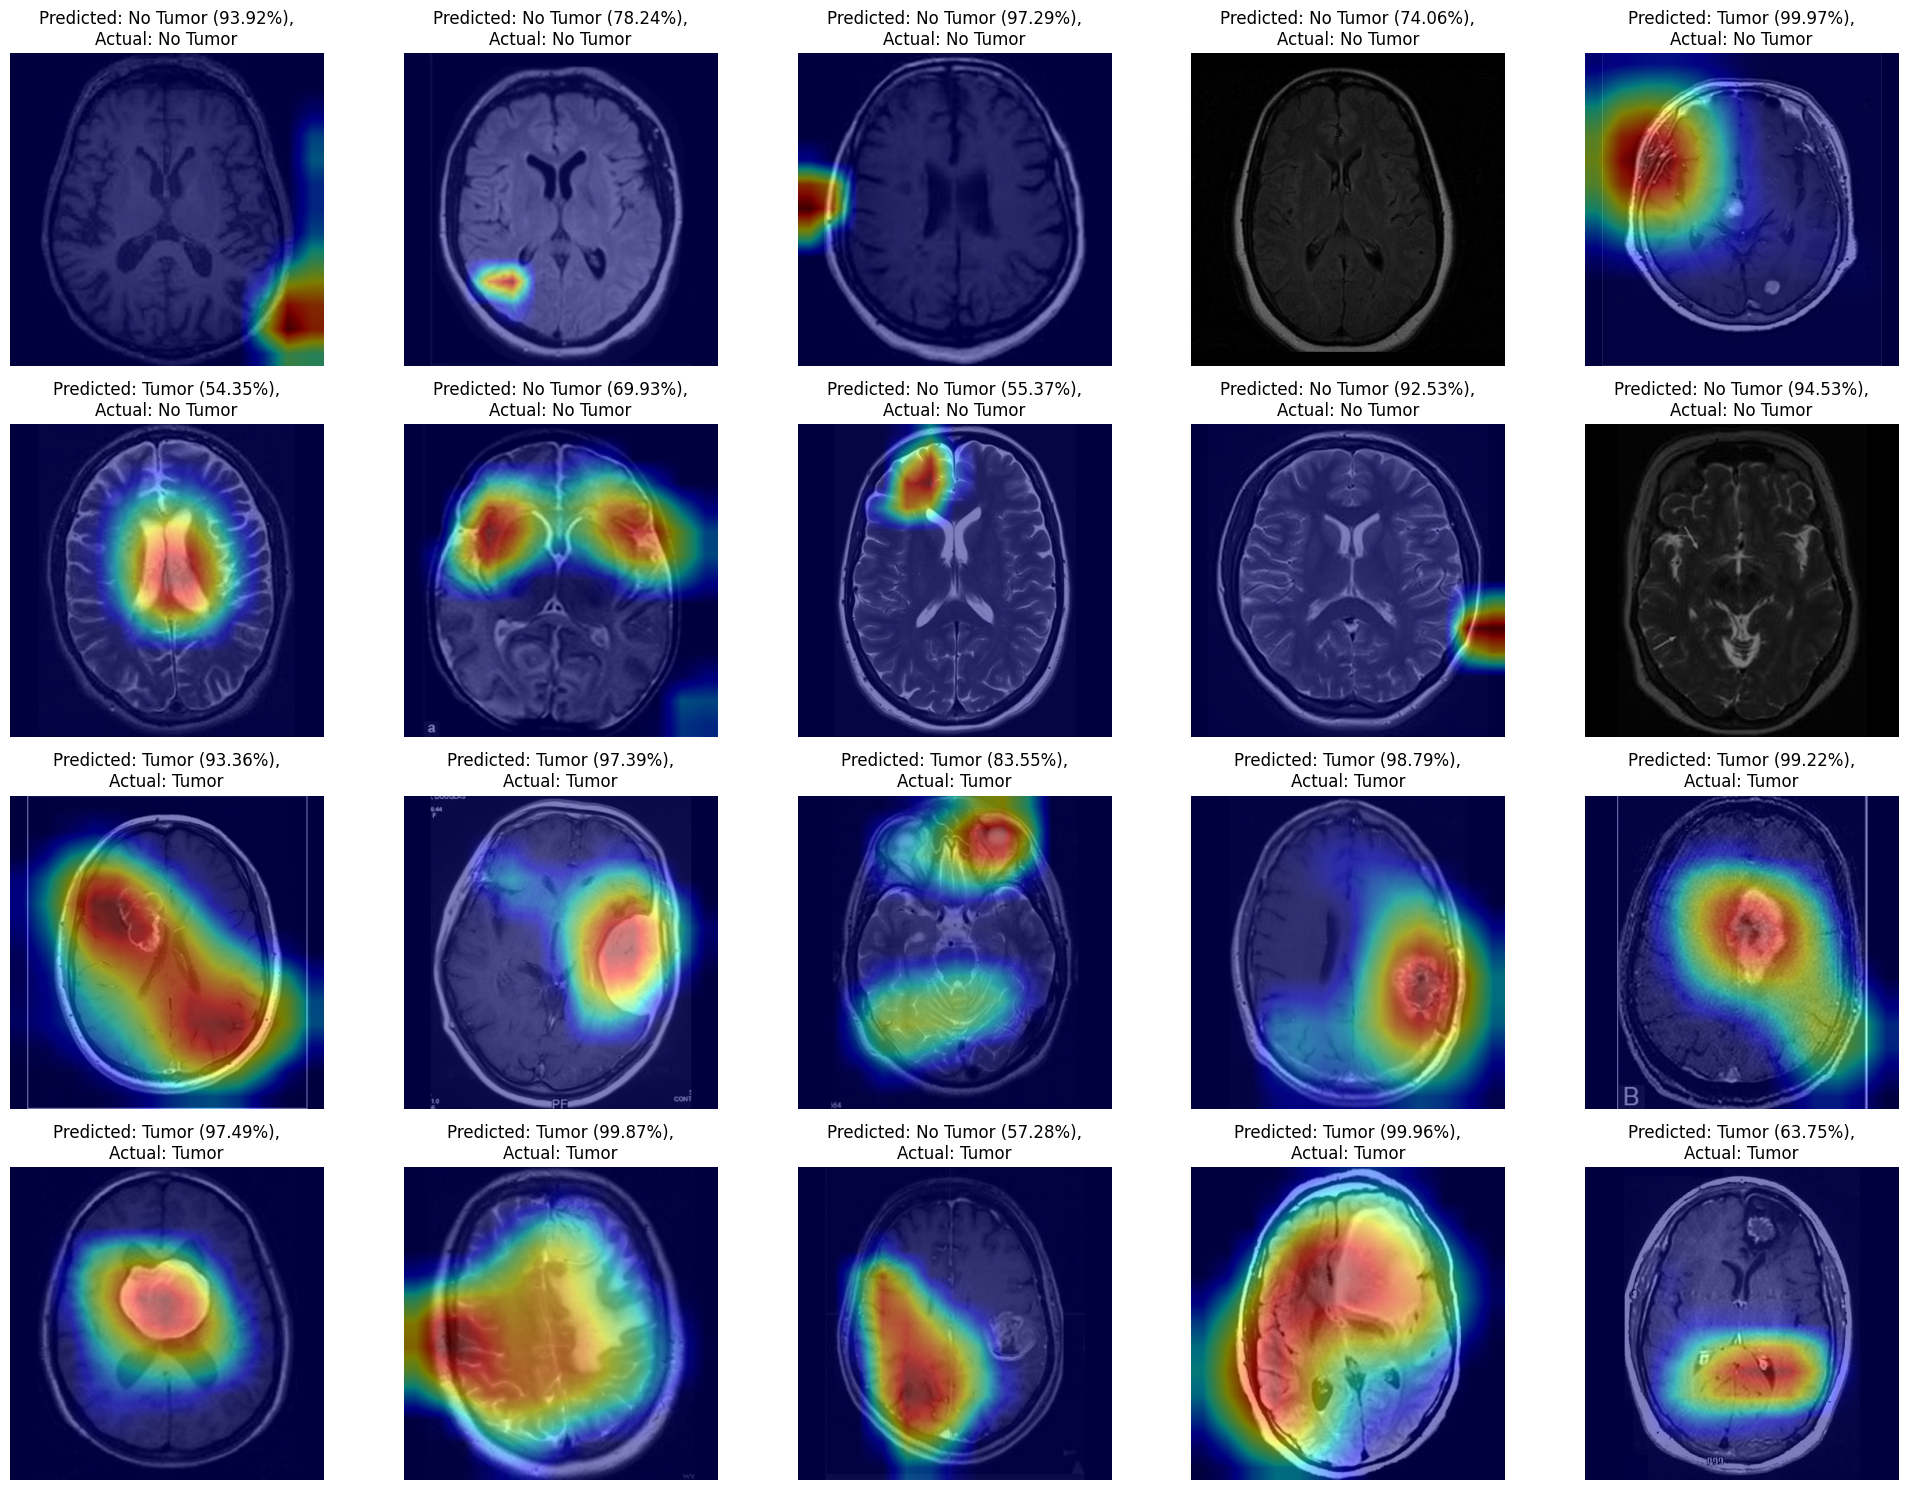 Predicted: No Tumor (93.92%),
Actual: No Tumor
Predicted: No Tumor (78.24%),
Actual: No Tumor
Predicted: No Tumor (97.29%),
Actual: No Tumor
Predicted: No Tumor (74.06%),
Actual: No Tumor
Predicted: Tumor (99.97%),
Actual: No Tumor
Predicted: Tumor (54.35%),
Actual: No Tumor
Predicted: No Tumor (69.93%),
Actual: No Tumor
a
Predicted: No Tumor (55.37%),
Actual: No Tumor
Predicted: No Tumor (92.53%),
Actual: No Tumor
Predicted: No Tumor (94.53%),
Actual: No Tumor
Predicted: Tumor (93.36%),
Actual: Tumor
Predicted: Tumor (97.39%),
Actual: Tumor
PF
CONT
Predicted: Tumor (83.55%),
Actual: Tumor
Predicted: Tumor (98.79%),
Actual: Tumor
Predicted: Tumor (99.22%),
Actual: Tumor
B
Predicted: Tumor (97.49%),
Actual: Tumor
Predicted: Tumor (99.87%),
Actual: Tumor
Predicted: No Tumor (57.28%),
Actual: Tumor
Predicted: Tumor (99.96%),
Actual: Tumor
Predicted: Tumor (63.75%),
Actual: Tumor